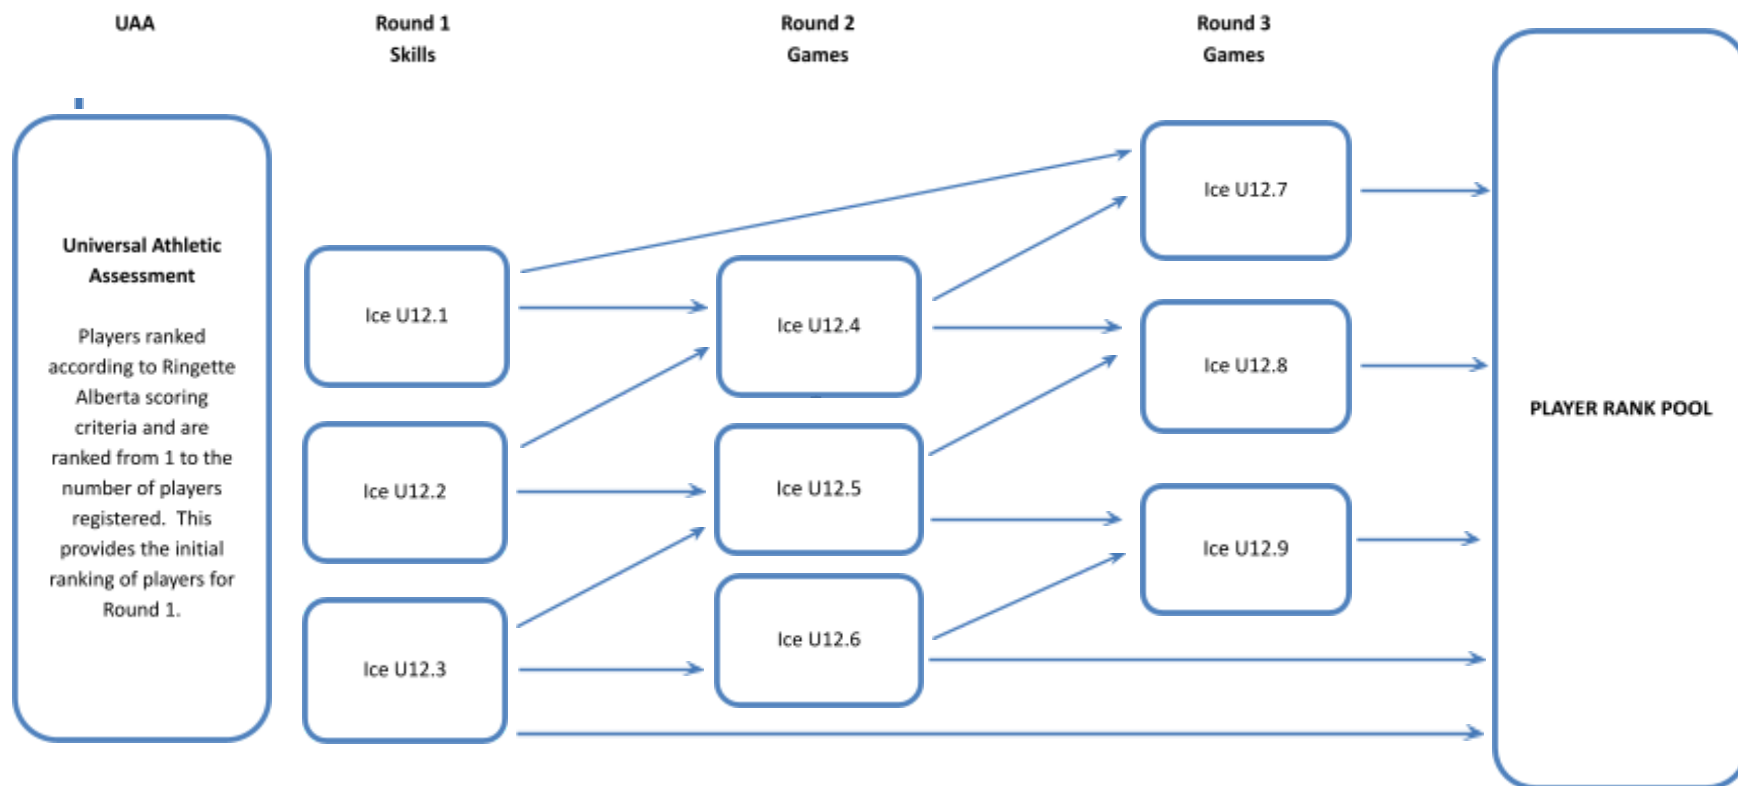 UAA
Round 1
Skills
Round 2
Games
Round 3
Games
Universal Athletic
Assessment
Players ranked
according to Ringette
Alberta scoring
criteria and are
ranked from 1 to the
number of players
registered.  This
provides the initial
ranking of players for
Round 1.
Ice U12.1
Ice U12.2
Ice U12.3
Ice U12.4
Ice U12.5
Ice U12.6
Ice U12.7
Ice U12.8
Ice U12.9
PLAYER RANK POOL